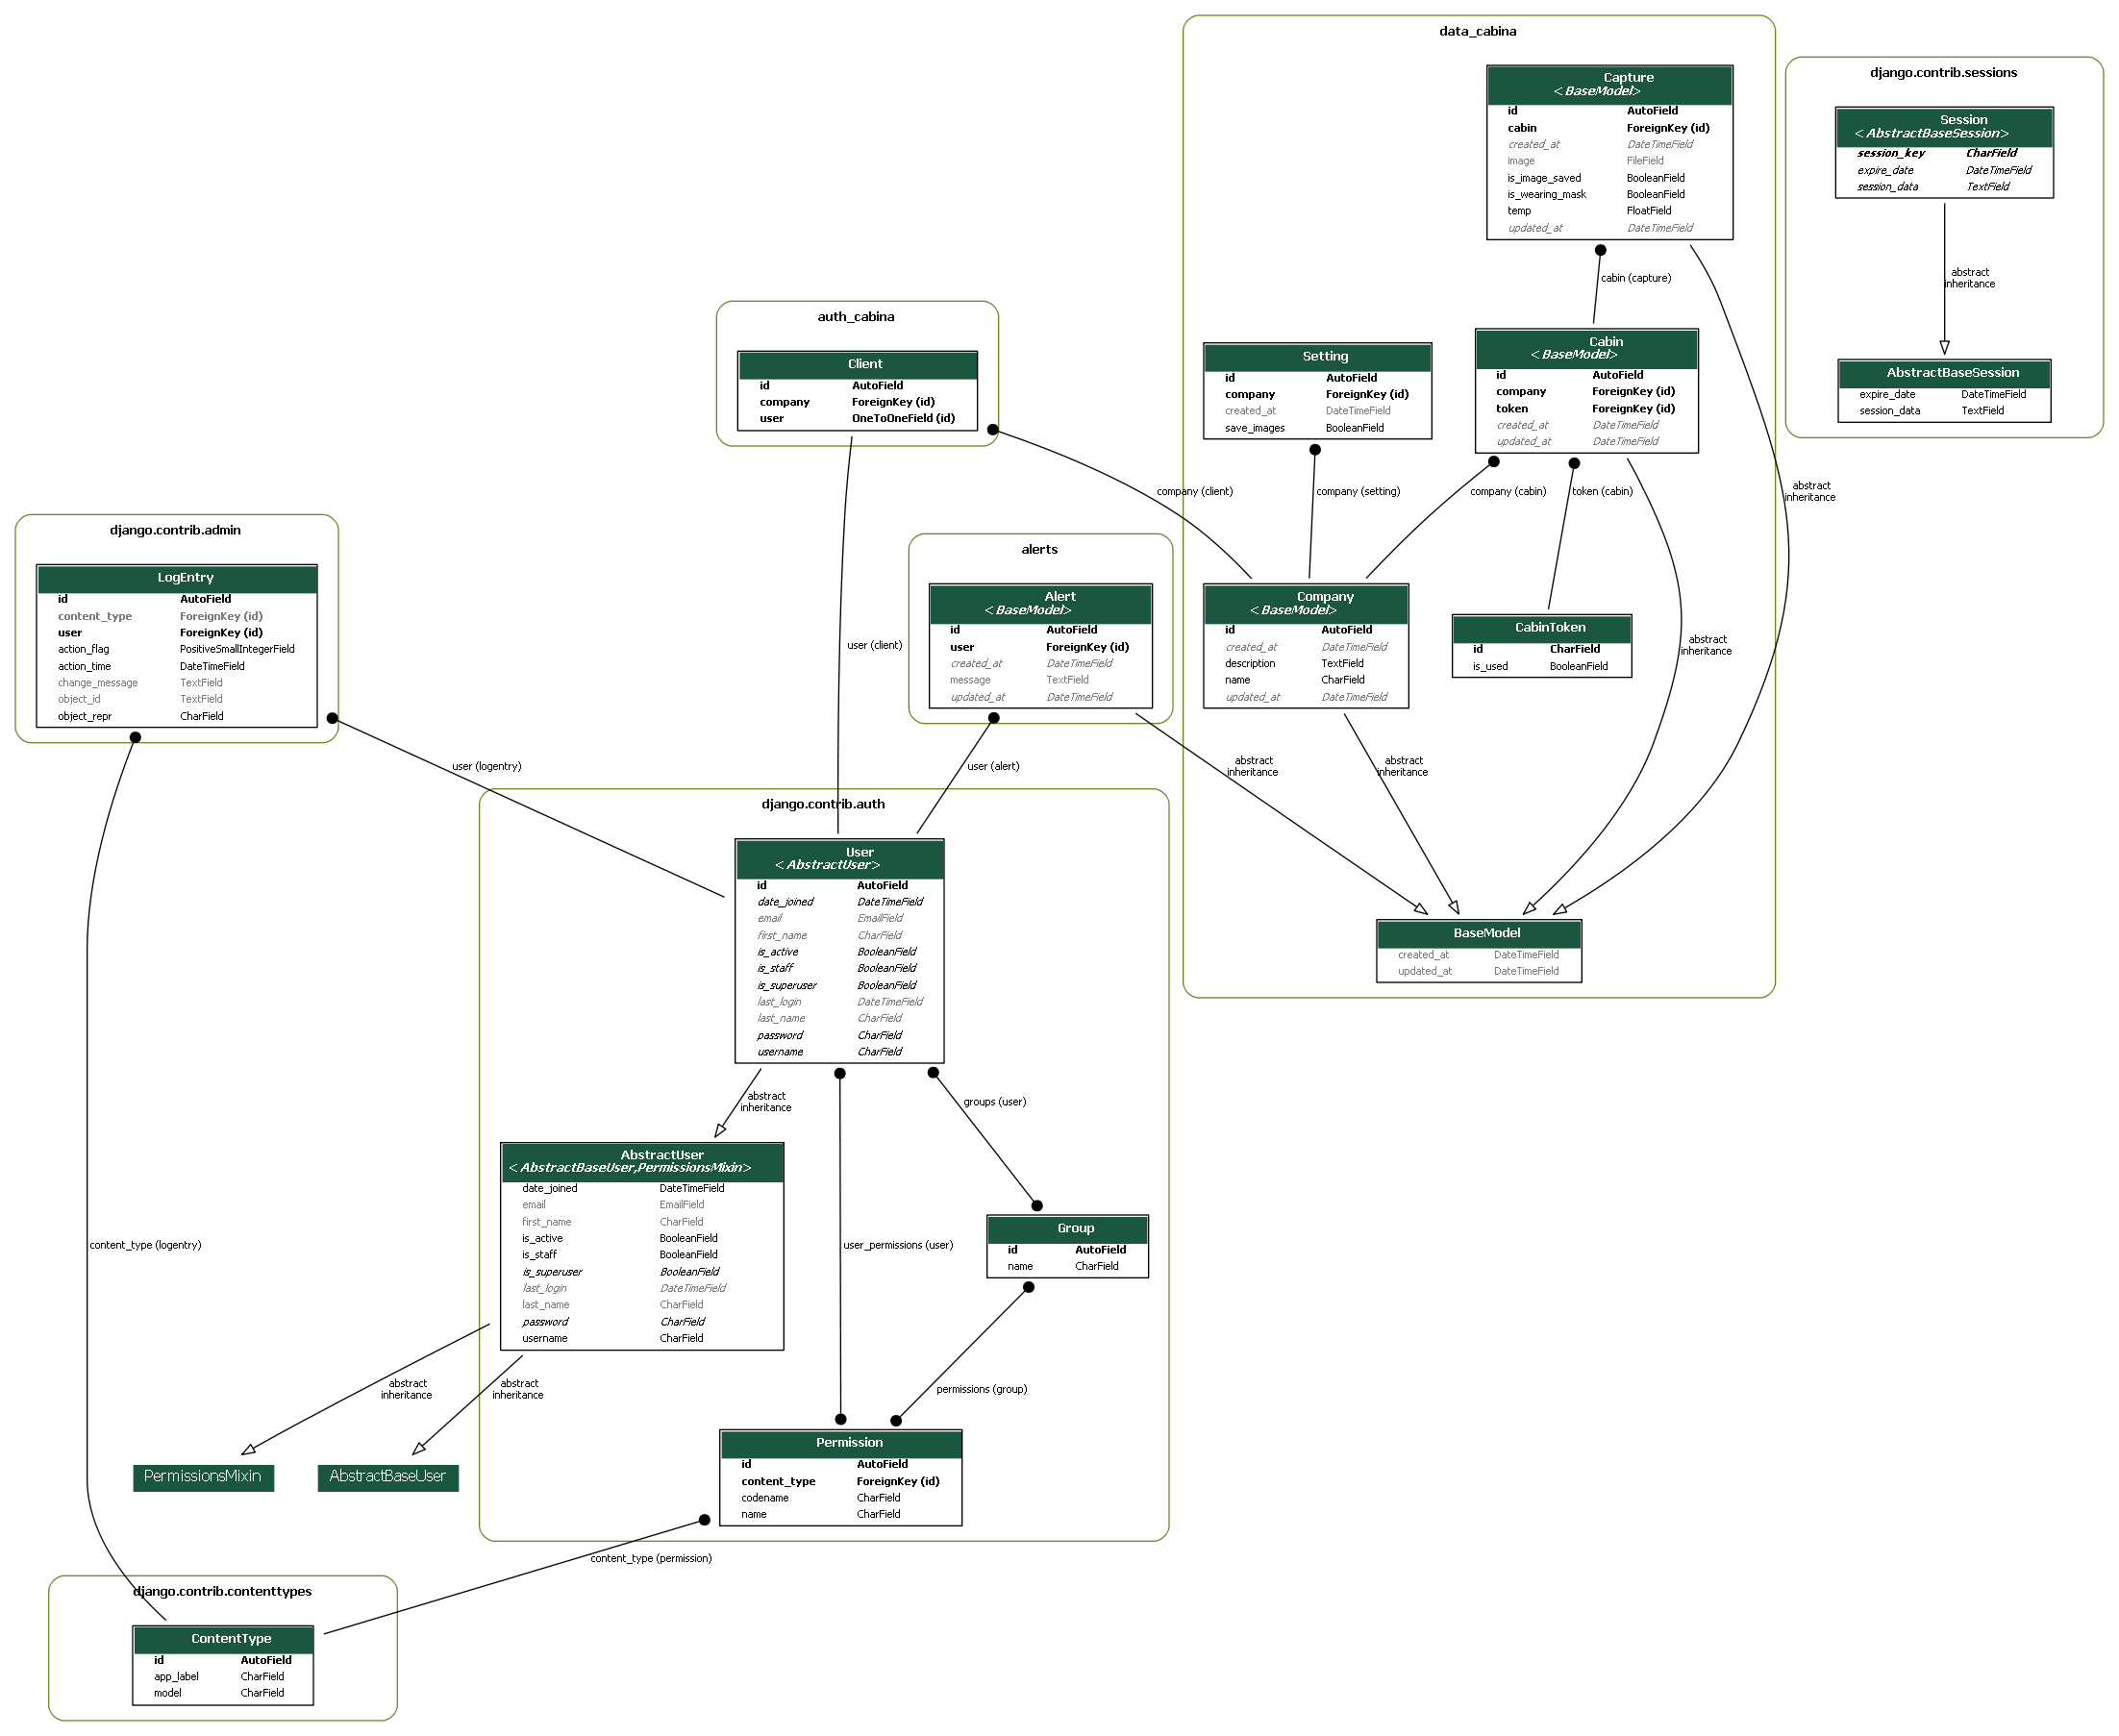 data_cabina
Capture
<BaseModel>
id AutoField
cabin ForeignKey (id)
created_at DateTimeField
image FileField
is_image_saved BooleanField
is_wearing_mask BooleanField
temp FloatField
updated_at DateTimeField
django.contrib.sessions
Session
<AbstractBaseSession>
session_key CharField
expire_date DateTimeField
session_data TextField
abstract
inheritance
AbstractBaseSession
expire_date DateTimeField
session_data TextField
cabin (capture)
auth_cabina
Client
id AutoField
company ForeignKey (id)
user OneToOneField (id)
Setting
id AutoField
company ForeignKey (id)
created_at DateTimeField
save_images BooleanField
Cabin
<BaseModel>
id AutoField
company ForeignKey (id)
token ForeignKey (id)
created_at DateTimeField
updated_at DateTimeField
company (client)
company (setting)
company (cabin)
token (cabin)
abstract
inheritance
django.contrib.admin
LogEntry
id AutoField
content_type ForeignKey (id)
user ForeignKey (id)
action_flag PositiveSmallIntegerField
action_time DateTimeField
change_message TextField
object_id TextField
object_repr CharField
user (client)
alerts
Alert
<BaseModel>
id AutoField
user ForeignKey (id)
created_at DateTimeField
message TextField
updated_at DateTimeField
Company
<BaseModel>
id AutoField
created_at DateTimeField
description TextField
name CharField
updated_at DateTimeField
CabinToken
id CharField
is_used BooleanField
abstract
inheritance
user (logentry)
user (alert)
abstract
inheritance
abstract
inheritance
django.contrib.auth
User
<AbstractUser>
id AutoField
date_joined DateTimeField
email EmailField
first_name CharField
is_active BooleanField
is_staff BooleanField
is_superuser BooleanField
last_login DateTimeField
last_name CharField
password CharField
username CharField
BaseModel
created_at DateTimeField
updated_at DateTimeField
abstract
inheritance
groups (user)
AbstractUser
<AbstractBaseUser,PermissionsMixin>
date_joined DateTimeField
email EmailField
first_name CharField
is_active BooleanField
is_staff BooleanField
is_superuser BooleanField
last_login DateTimeField
last_name CharField
password CharField
username CharField
content_type (logentry)
user_permissions (user)
Group
id AutoField
name CharField
abstract
inheritance
abstract
inheritance
permissions (group)
PermissionsMixin
AbstractBaseUser
Permission
id AutoField
content_type ForeignKey (id)
codename CharField
name CharField
content_type (permission)
django.contrib.contenttypes
ContentType
id AutoField
app_label CharField
model CharField